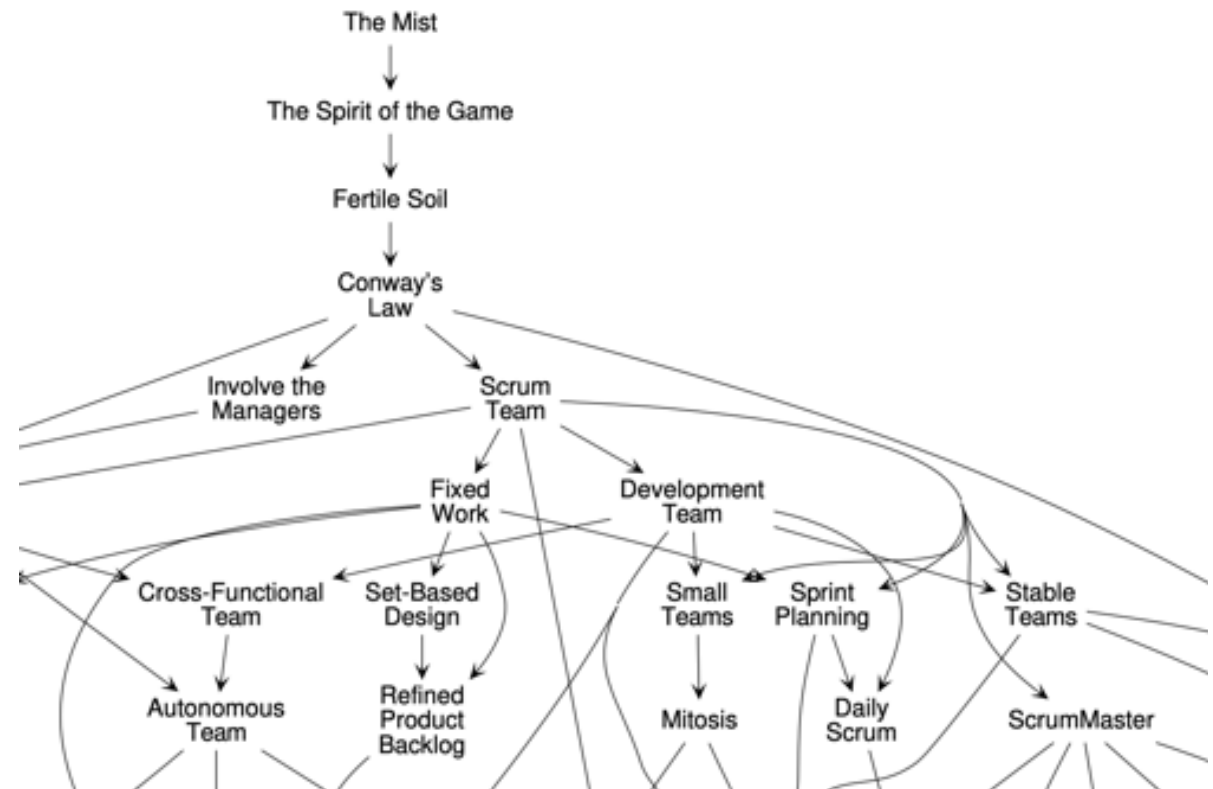 The Mist
The Spirit of the Game
Fertile Soil
Conway's
Law
Involve the
Managers
Scrum
Team
Fixed
Work
Development
Team
Cross-Functional
Team
Set-Based
Design
Small
Teams
Sprint
Planning
Stable
Teams
Autonomous
Team
Refined
Product
Backlog
Mitosis
Daily
Scrum
ScrumMaster